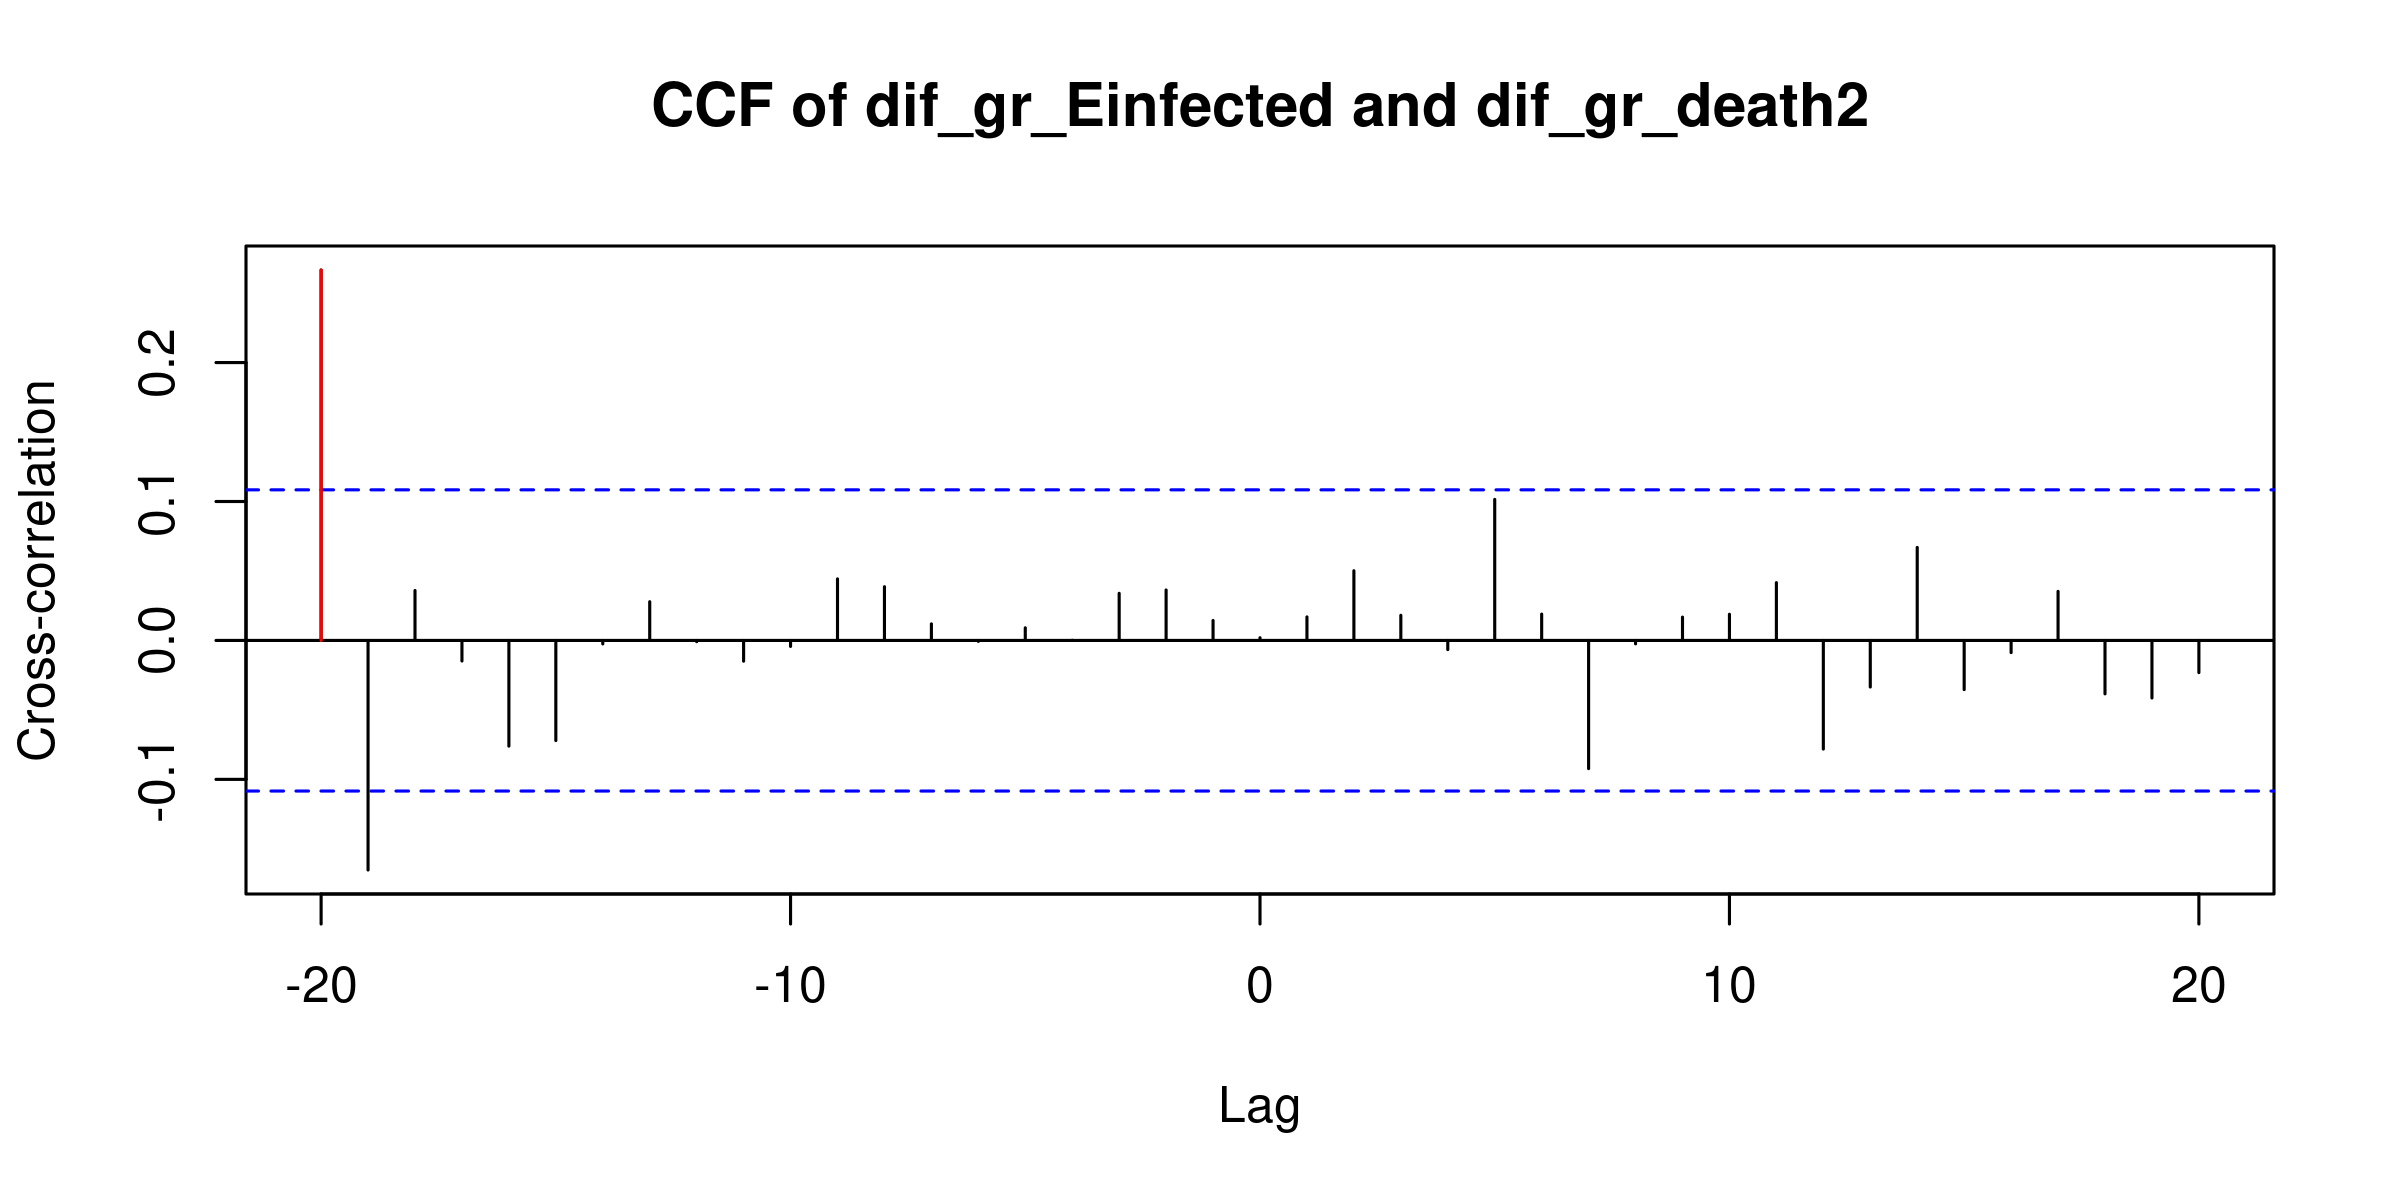 CCF of dif_gr_Einfected and dif_gr_death2
Cross-correlation
0.2
0.1
0.0
-0.1
-20 -10 0 10 20
Lag